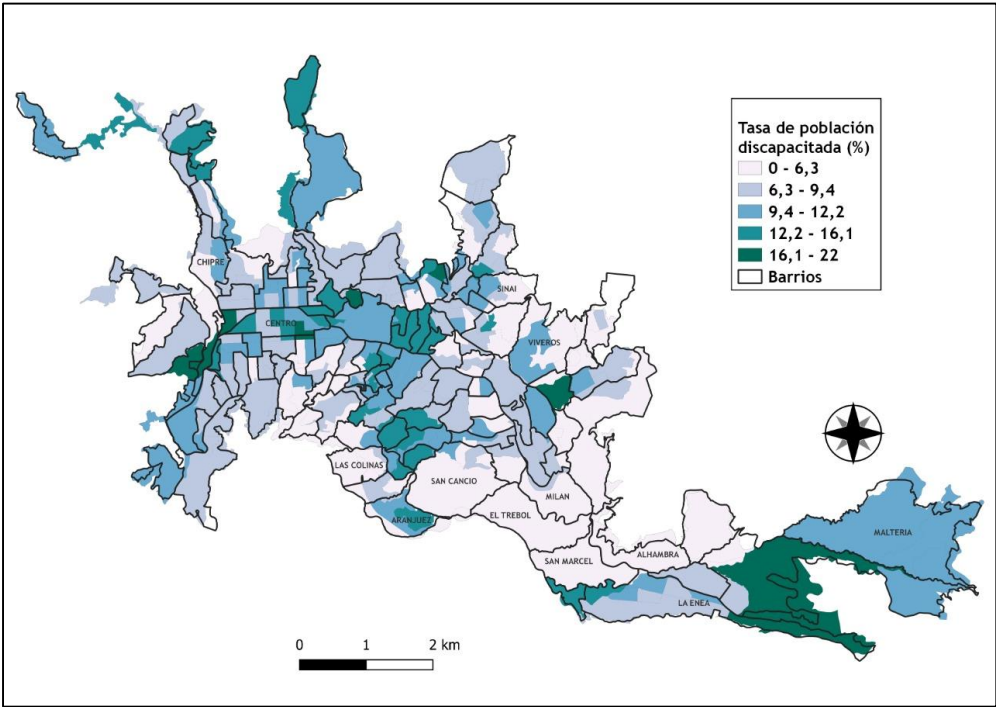 Tasa de población
discapacitada (%)
0 - 6,3
6,3 - 9,4
9,4 - 12,2
12,2 - 16,1
16,1 - 22
Barrios
CHIPRE
SINAI
CENTRO
VIVEROS
LAS COLINAS
SAN CANCIO
MILAN
ARANJUEZ
EL TREBOL
MALTERIA
ALHAMBRA
SAN MARCEL
LA ENEA
0 1 2 km